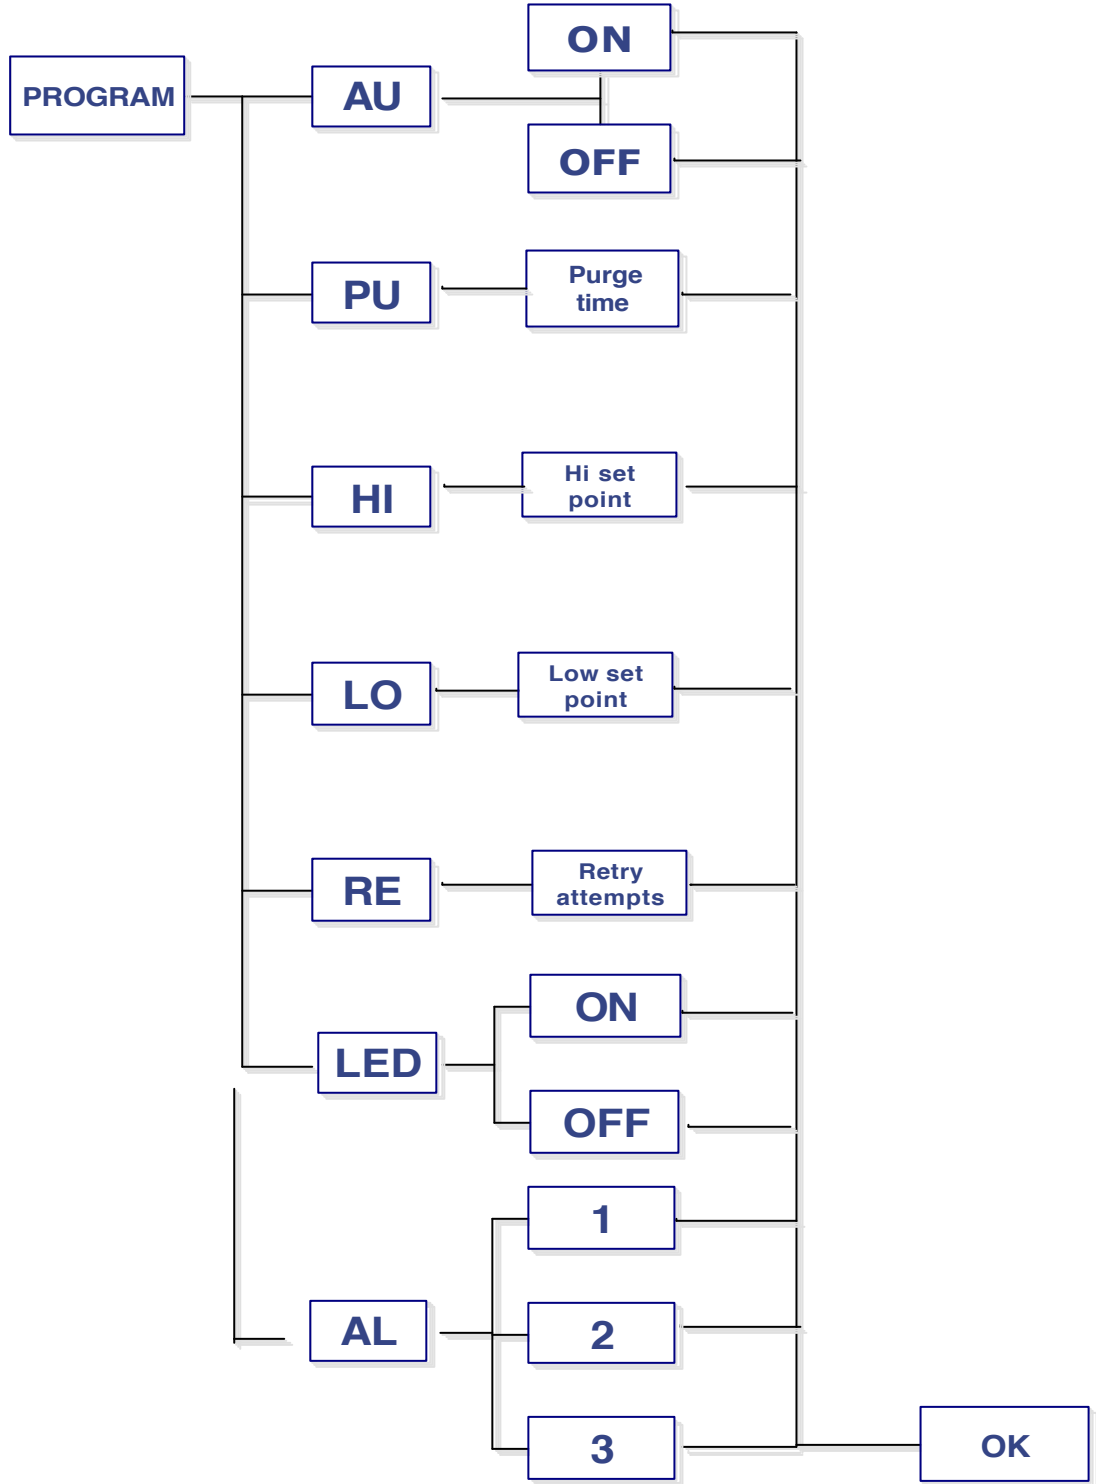 PROGRAM
AU
ON
OFF
PU
Purge
time
HI
Hi set
point
LO
Low set
point
RE
Retry
attempts
LED
ON
OFF
AL
1
2
3
OK